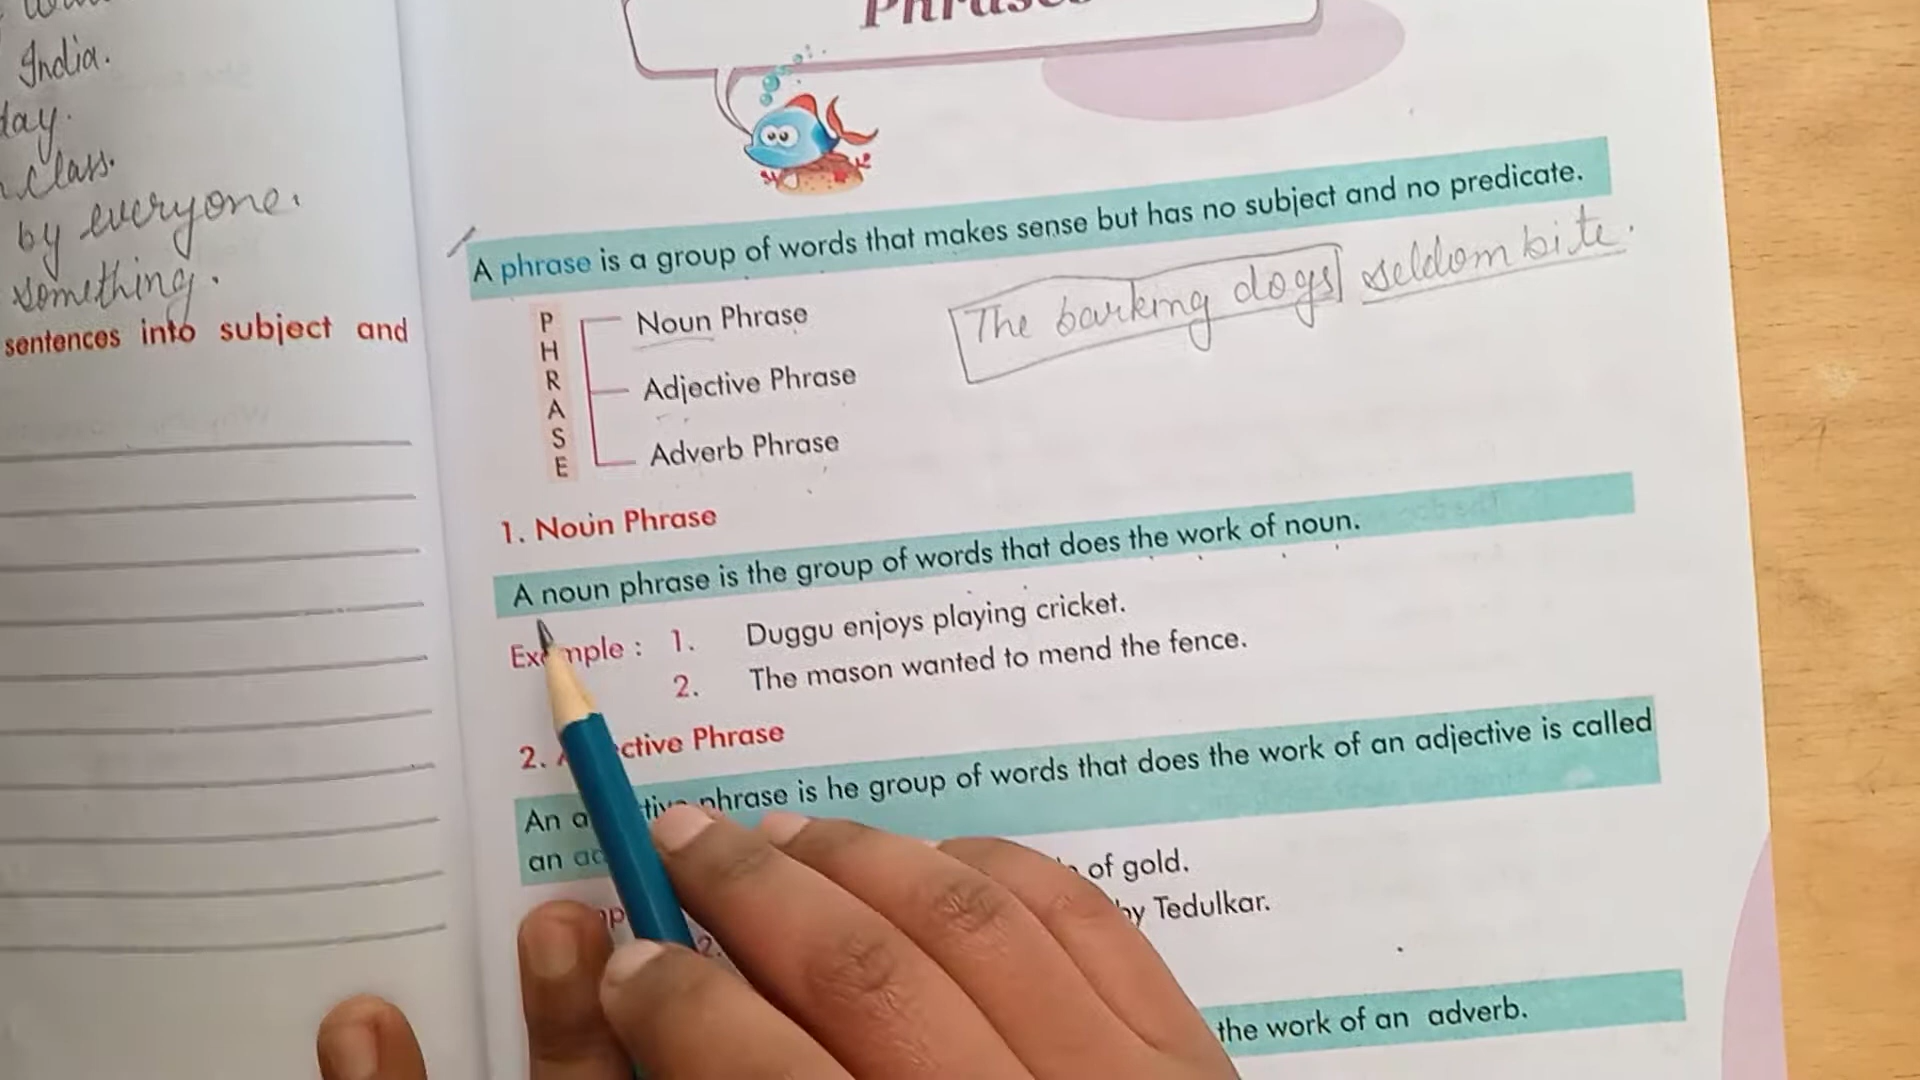 India.
day.
class.
by everyone.
something.
sentences into subject and
Phrases
A phrase is a group of words that makes sense but has no subject and no predicate.
The barking dogs seldom bite.
PHRASE
Noun Phrase
Adjective Phrase
Adverb Phrase
1. Noun Phrase
A noun phrase is the group of words that does the work of noun.
Example : 1. Duggu enjoys playing cricket.
2. The mason wanted to mend the fence.
2. ctive Phrase
An a tive phrase is he group of words that does the work of an adjective is called
an
of gold.
by Tedulkar.
2.
the work of an adverb.